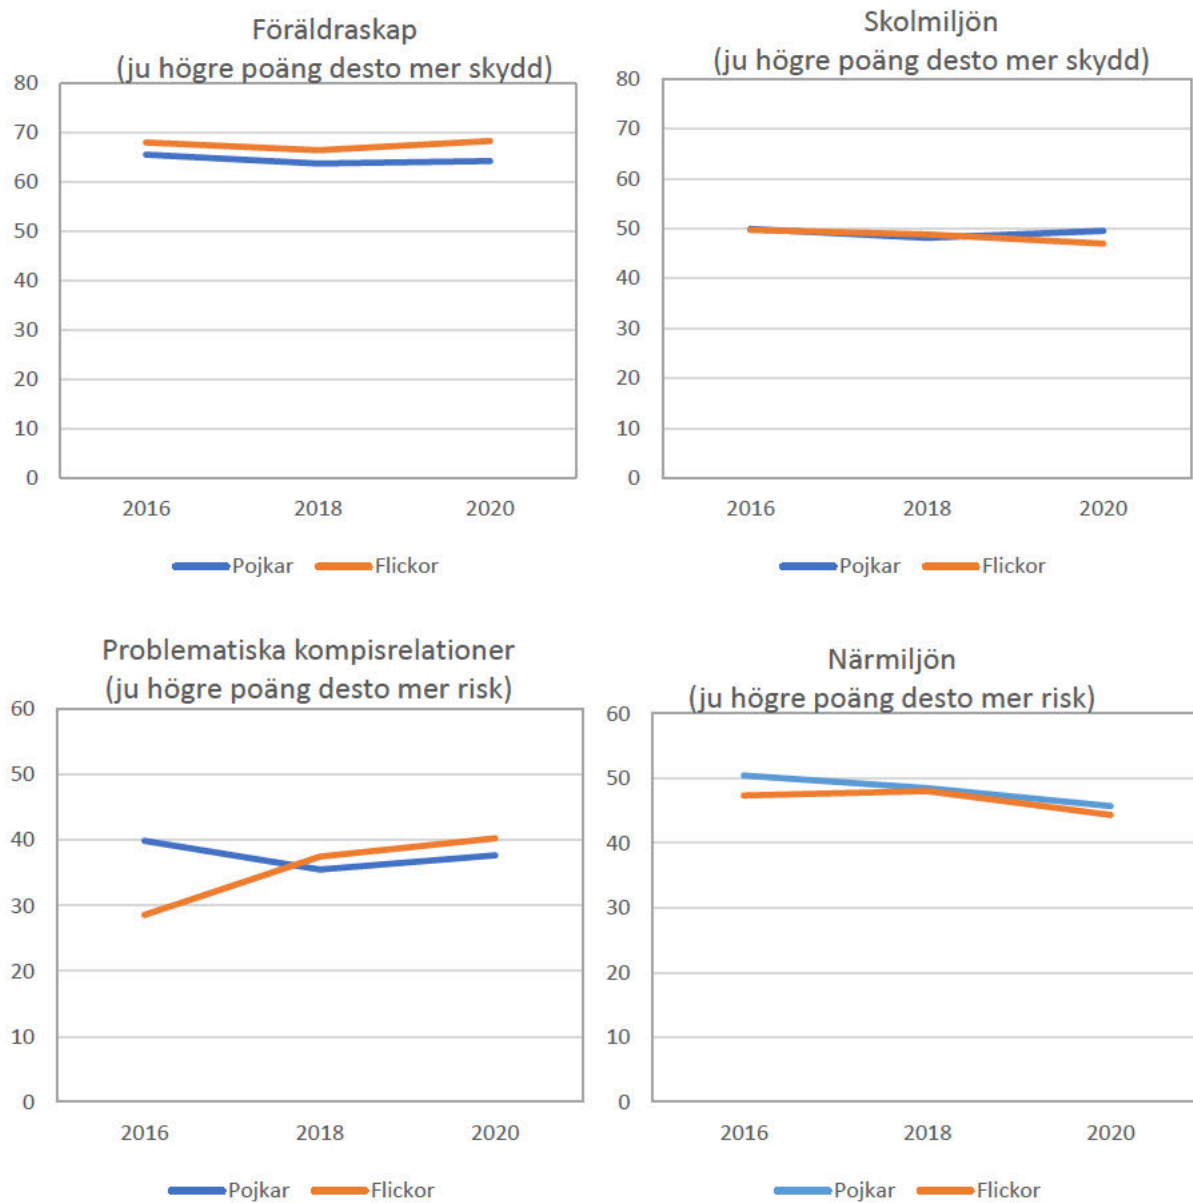 Föräldraskap
(ju högre poäng desto mer skydd)
80
70
60
50
40
30
20
10
0
2016 2018 2020
Pojkar Flickor
Skolmiljön
(ju högre poäng desto mer skydd)
80
70
60
50
40
30
20
10
0
2016 2018 2020
Pojkar Flickor
Problematiska kompisrelationer
(ju högre poäng desto mer risk)
60
50
40
30
20
10
0
2016 2018 2020
Pojkar Flickor
Närmiljön
(ju högre poäng desto mer risk)
60
50
40
30
20
10
0
2016 2018 2020
Pojkar Flickor